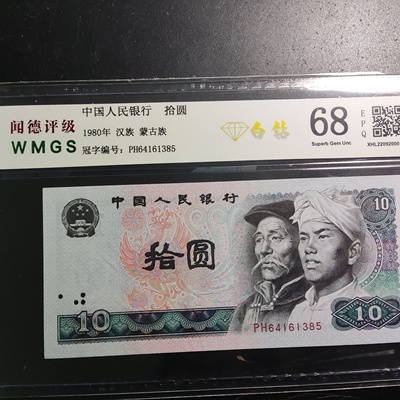 闻德评级
WMGS
中国人民银行 拾圆
1980年 汉族 蒙古族
冠字编号: PH64161385
白钻
68
Superb Gem Unc
E
P
Q
XHL22092000
中国人民银行
10
拾圆
10
PH64161385
10